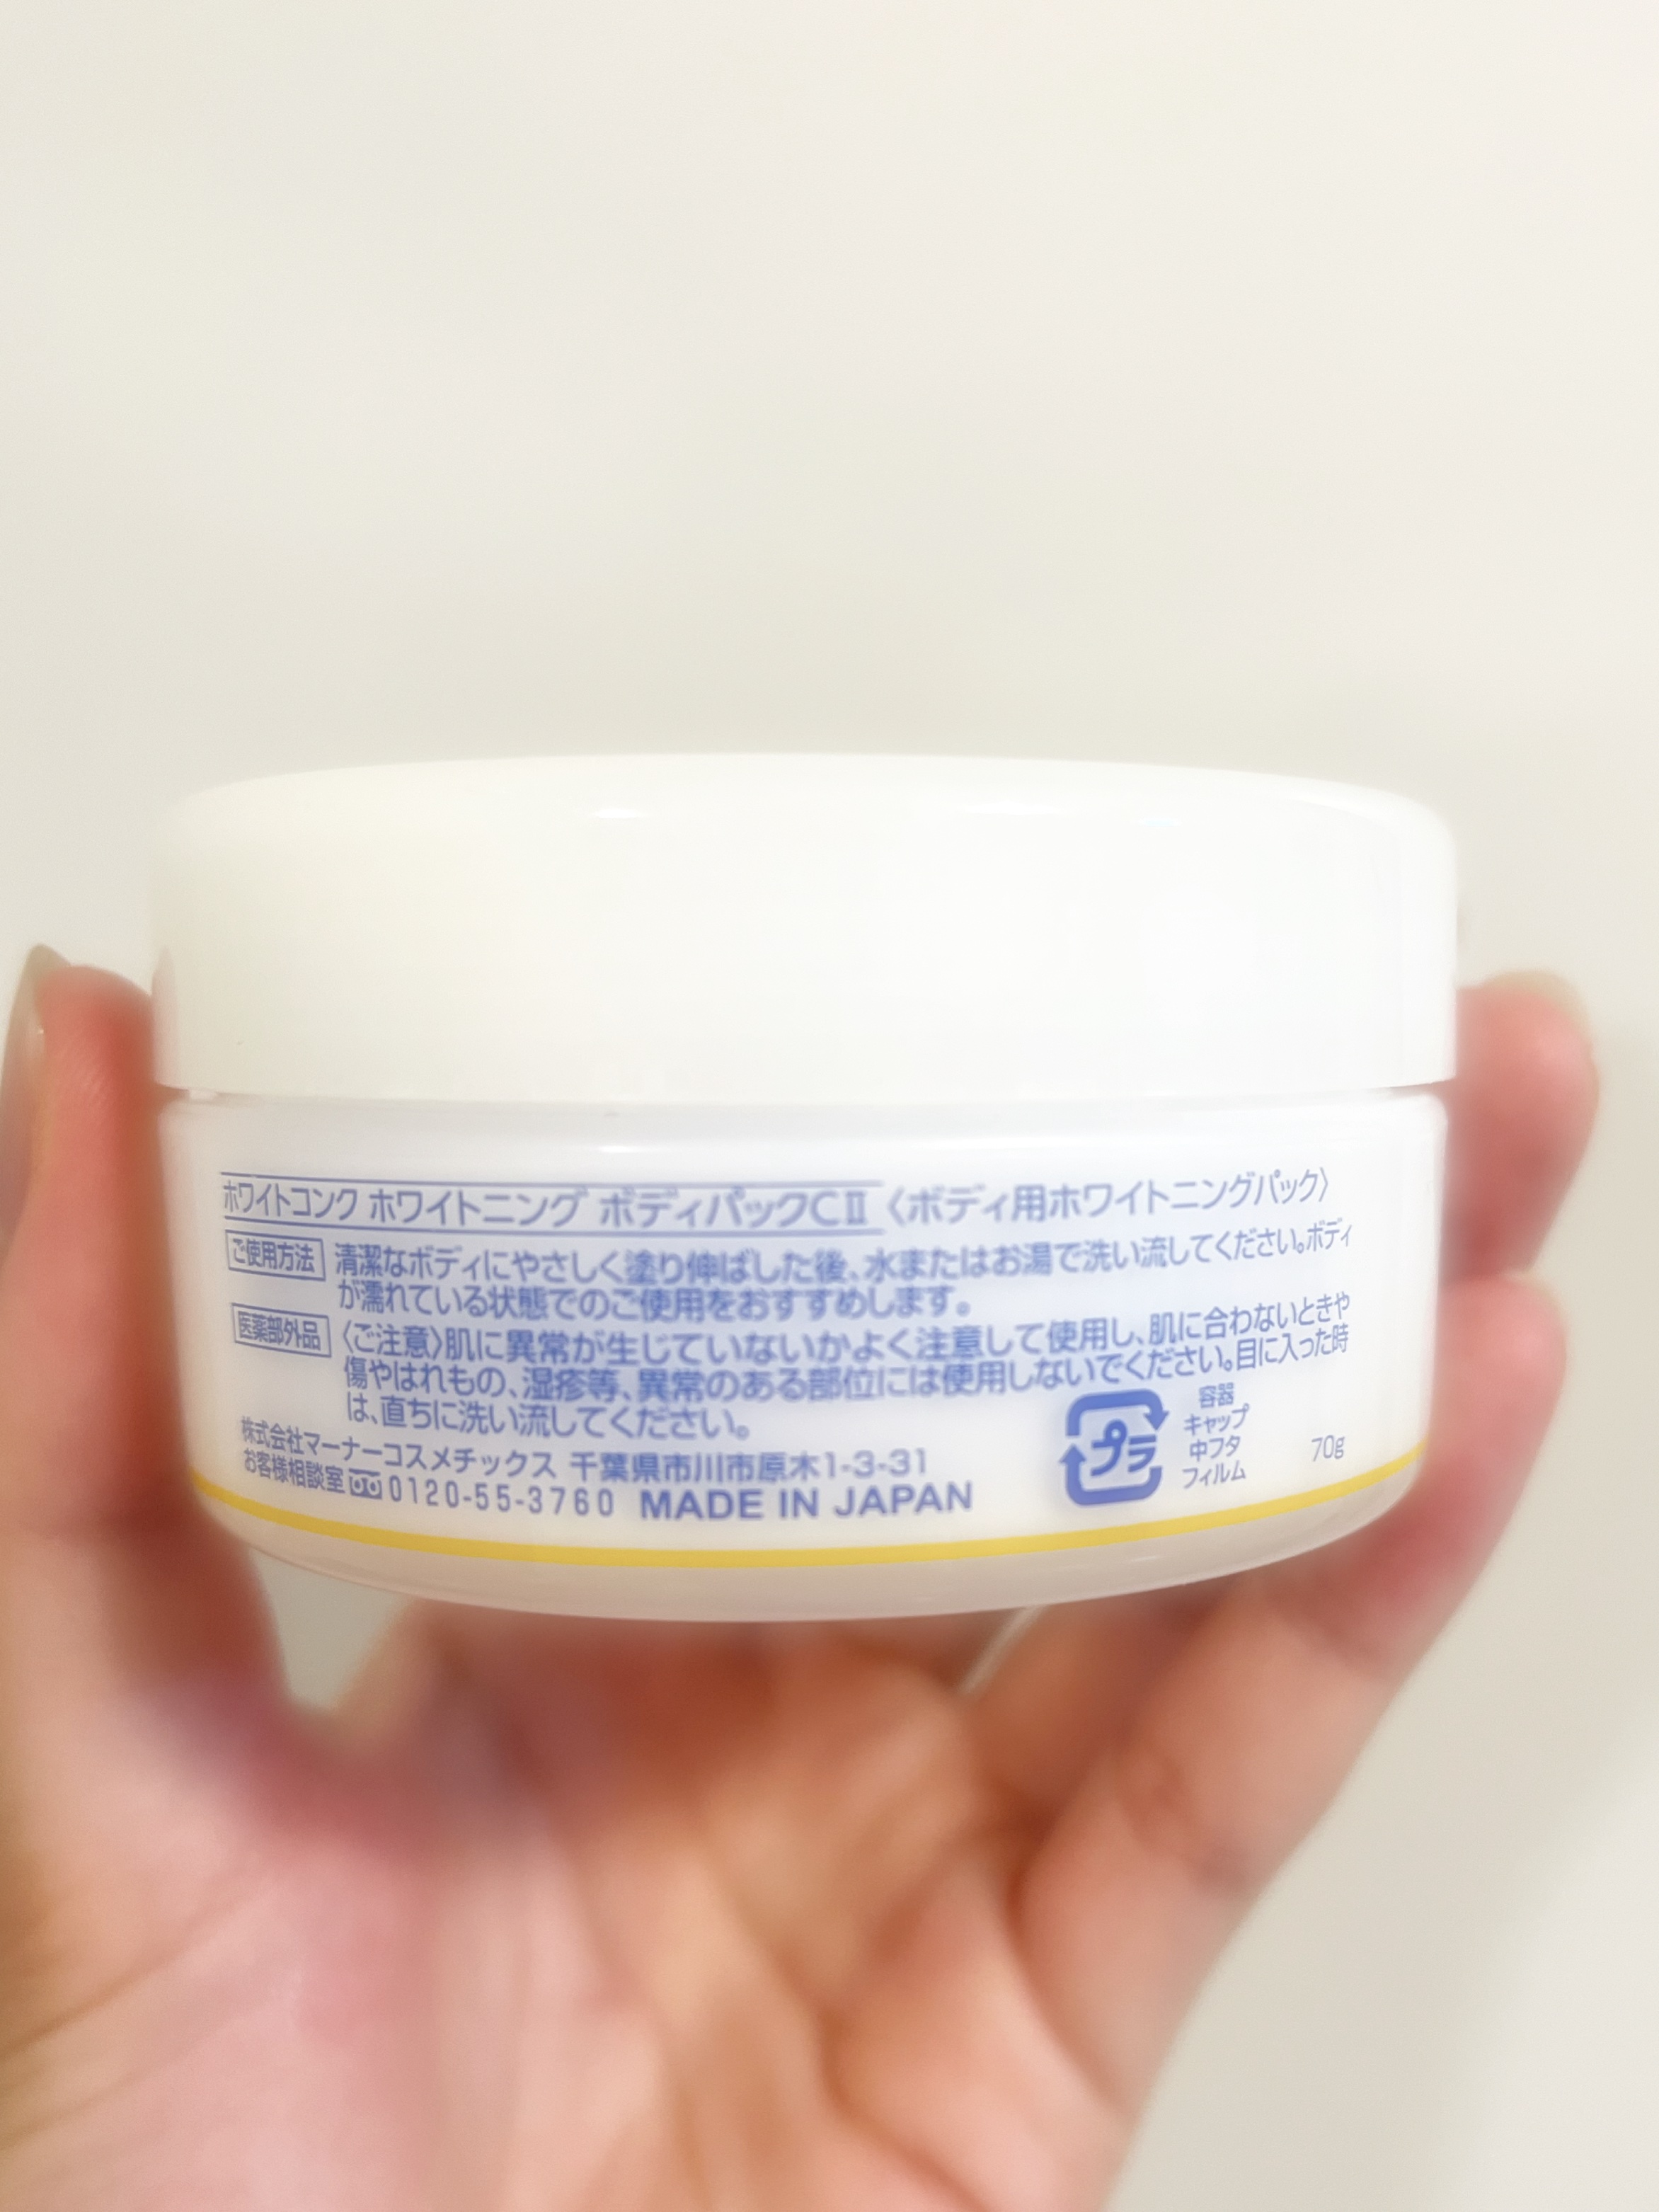 ホワイトコンク ホワイトニング ボディパックCⅡ〈ボディ用ホワイトニングパック〉
ご使用方法 清潔なボディにやさしく塗り伸ばした後、水またはお湯で洗い流してください。ボディ
が濡れている状態でのご使用をおすすめします。
医薬部外品 〈ご注意〉肌に異常が生じていないかよく注意して使用し、肌に合わないときや
傷やはれもの、湿疹等、異常のある部位には使用しないでください。目に入った時
は、直ちに洗い流してください。
株式会社マーナーコスメチックス 千葉県市川市原木1-3-31
お客様相談室 0120-55-3760 MADE IN JAPAN
プラ
容器
キャップ
中フタ
フィルム
70g